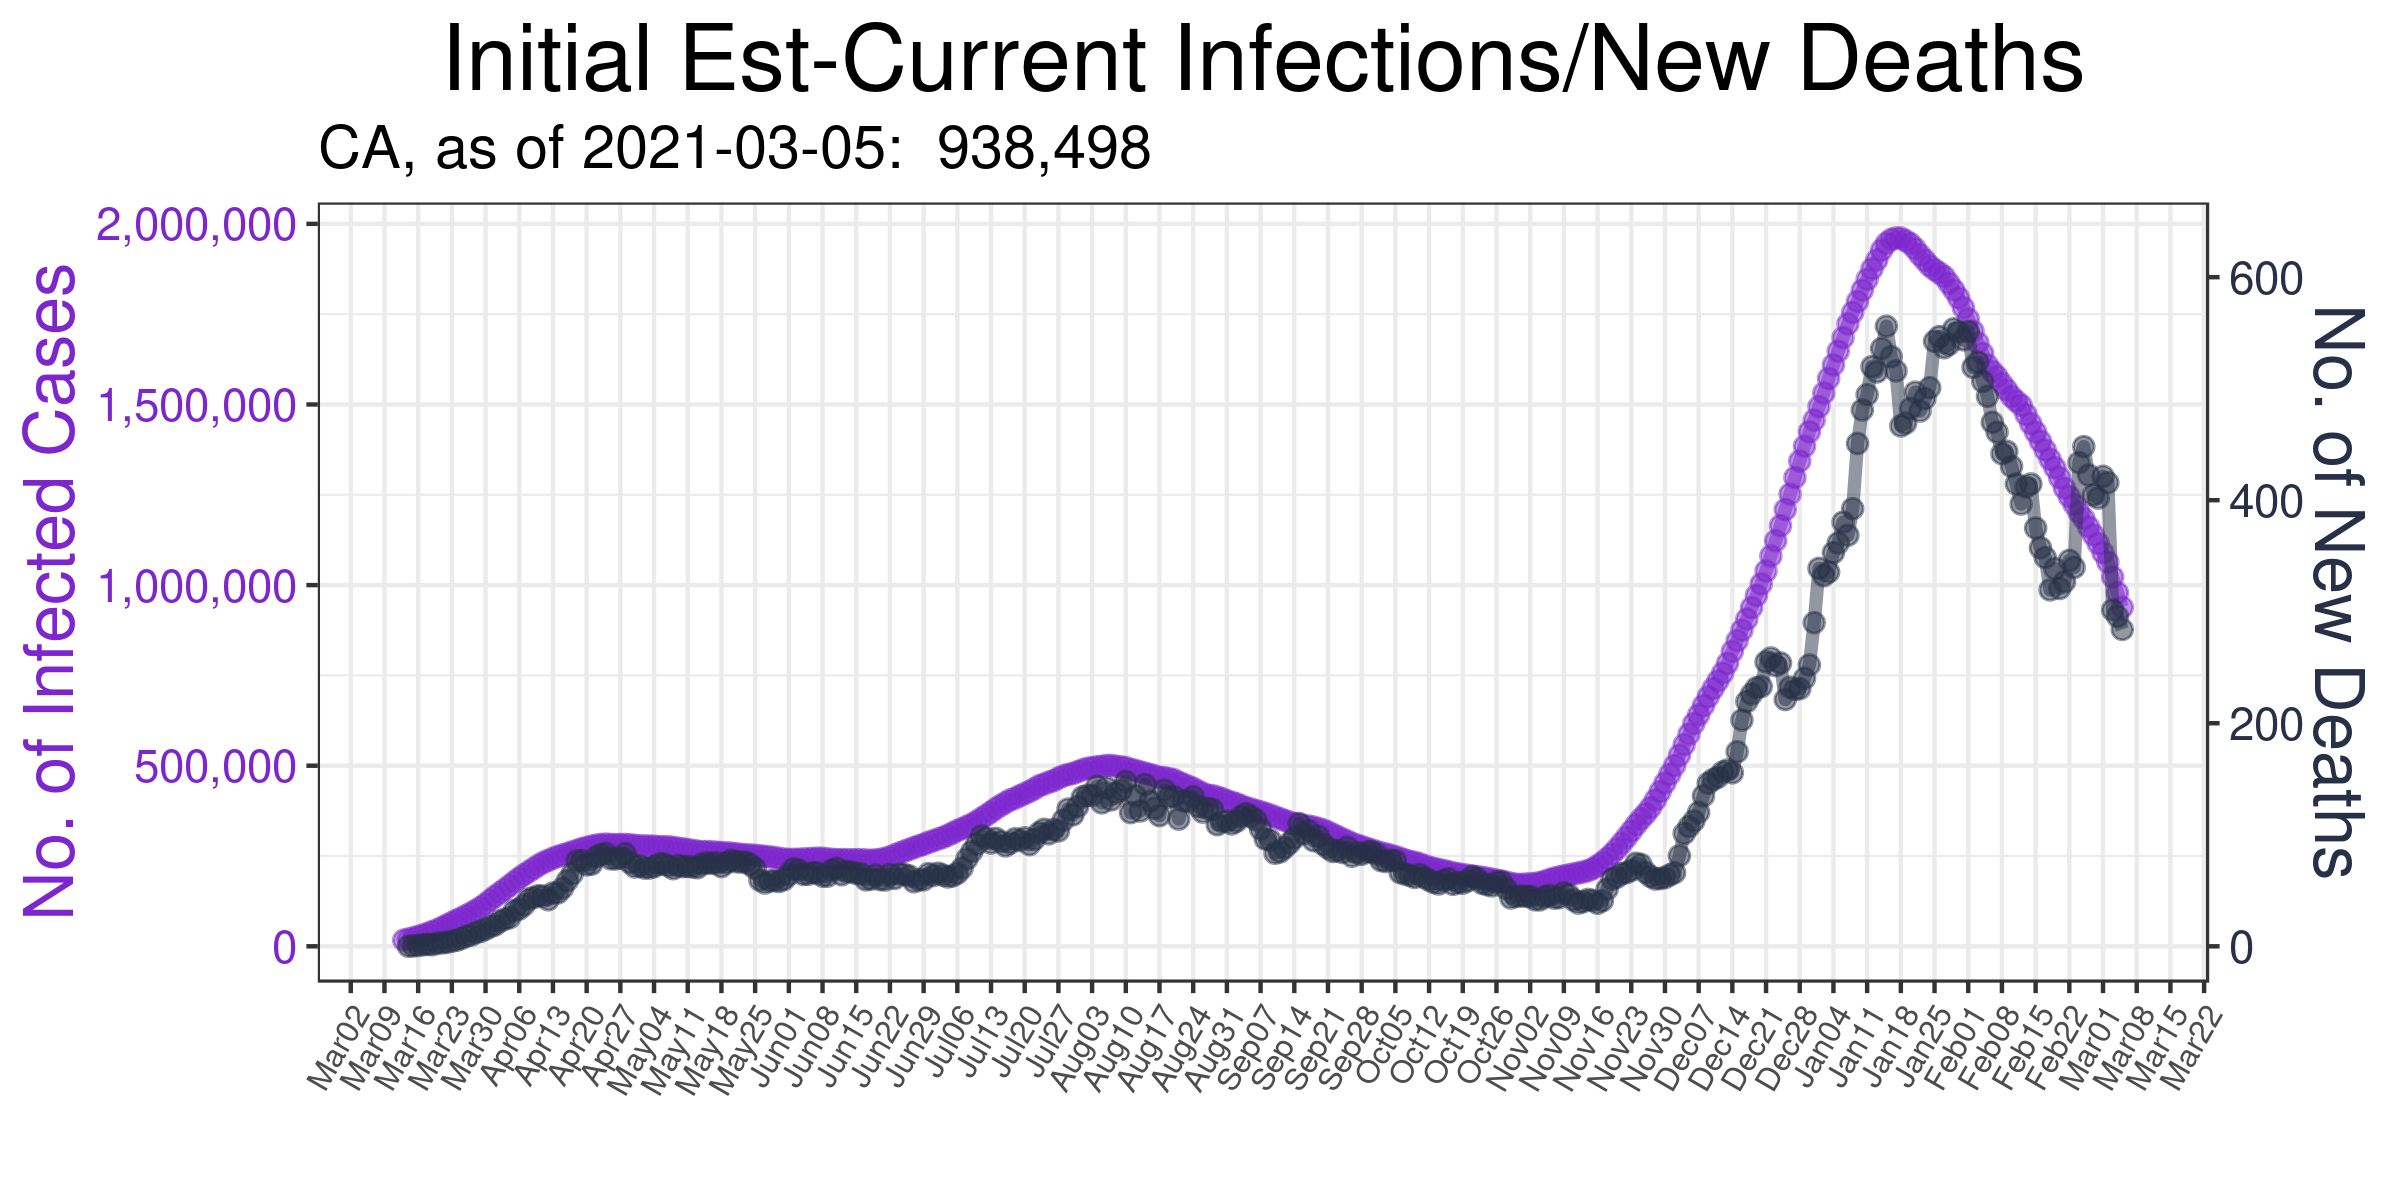 Initial Est-Current Infections/New Deaths
CA, as of 2021-03-05:  938,498
No. of Infected Cases
2,000,000
1,500,000
1,000,000
500,000
0
600
400
200
0
No. of New Deaths
Mar02
Mar09
Mar16
Mar23
Mar30
Apr06
Apr13
Apr20
Apr27
May04
May11
May18
May25
Jun01
Jun08
Jun15
Jun22
Jun29
Jul06
Jul13
Jul20
Jul27
Aug03
Aug10
Aug17
Aug24
Aug31
Sep07
Sep14
Sep21
Sep28
Oct05
Oct12
Oct19
Oct26
Nov02
Nov09
Nov16
Nov23
Nov30
Dec07
Dec14
Dec21
Dec28
Jan04
Jan11
Jan18
Jan25
Feb01
Feb08
Feb15
Feb22
Mar01
Mar08
Mar15
Mar22